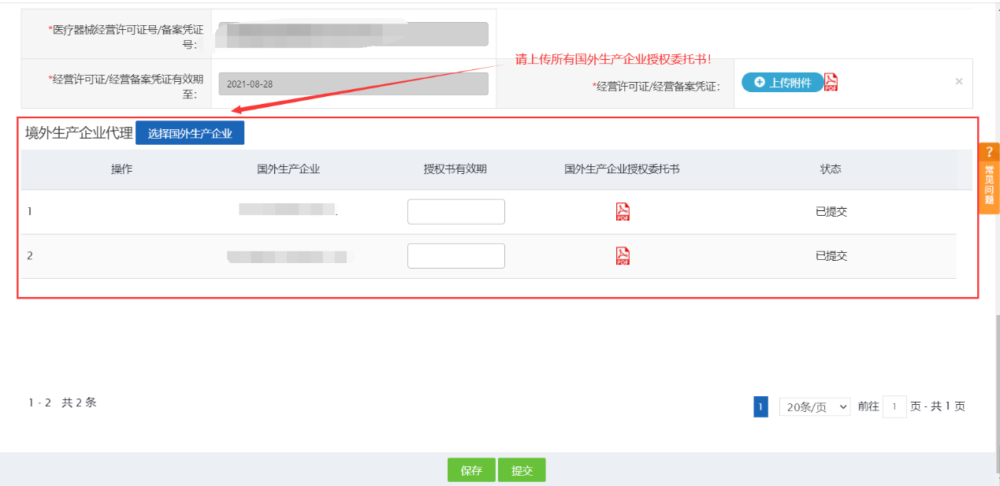 *医疗器械经营许可证号/备案凭证
号：
请上传所有国外生产企业授权委托书！
*经营许可证/经营备案凭证有效期
至：
2021-08-28
*经营许可证/经营备案凭证：
上传附件
PDF
×
境外生产企业代理
选择国外生产企业
?
常见问题
操作 国外生产企业 授权书有效期 国外生产企业授权委托书 状态
1 PDF 已提交
2 PDF 已提交
1 - 2 共 2 条
1 20条/页 前往 1 页 - 共 1 页
保存 提交